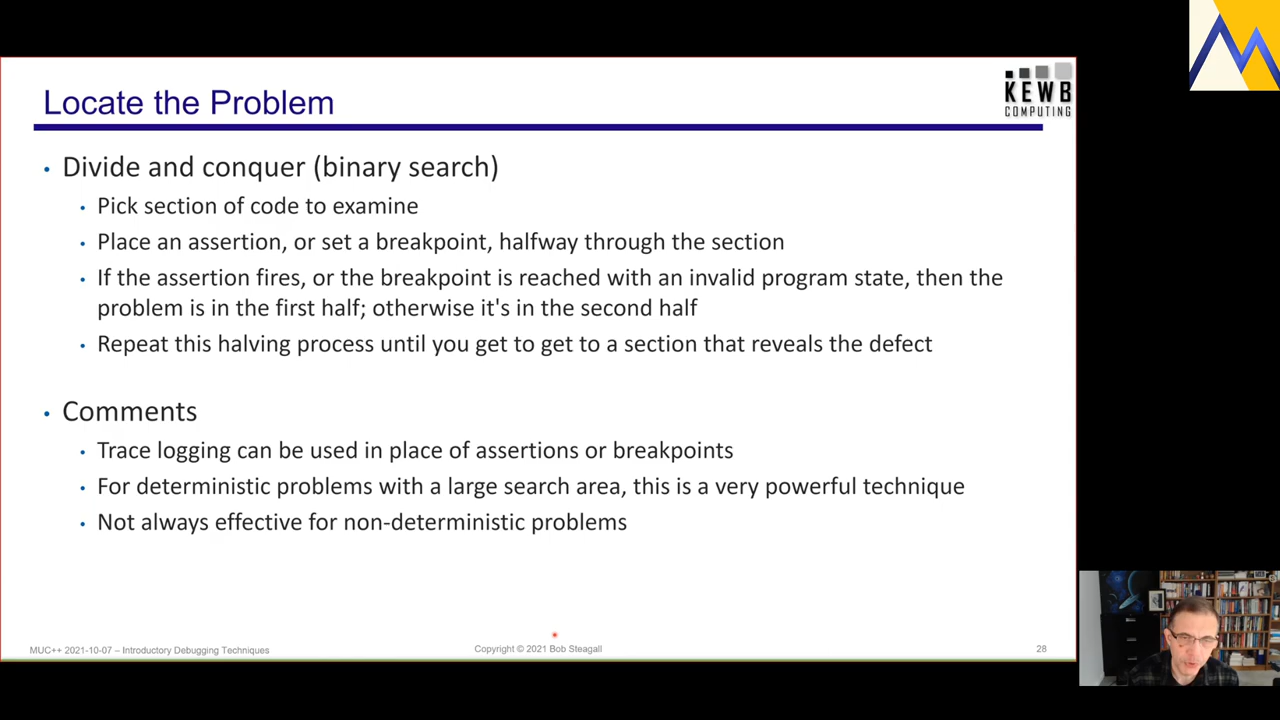 Locate the Problem
KEWB
COMPUTING
• Divide and conquer (binary search)
• Pick section of code to examine
• Place an assertion, or set a breakpoint, halfway through the section
• If the assertion fires, or the breakpoint is reached with an invalid program state, then the
problem is in the first half; otherwise it's in the second half
• Repeat this halving process until you get to get to a section that reveals the defect
• Comments
• Trace logging can be used in place of assertions or breakpoints
• For deterministic problems with a large search area, this is a very powerful technique
• Not always effective for non-deterministic problems
MUC++ 2021-10-07 – Introductory Debugging Techniques
Copyright © 2021 Bob Steagall
28